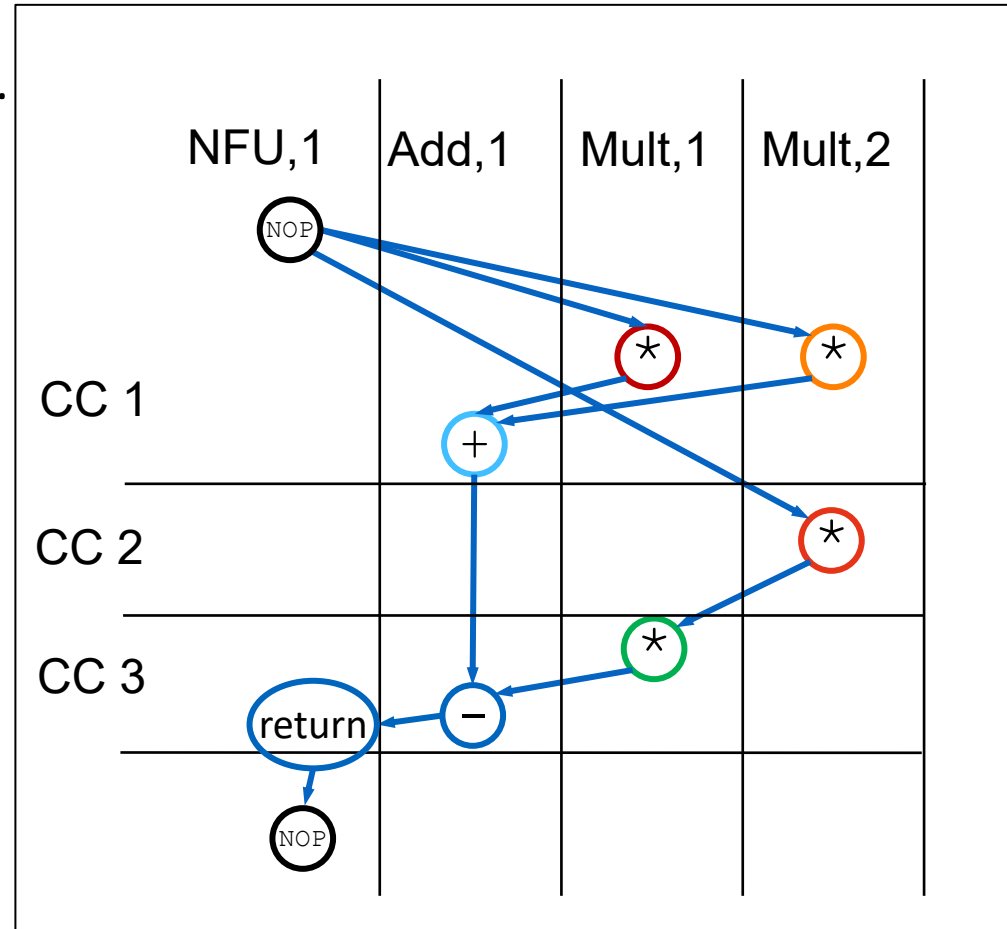 .
NFU,1 Add,1 Mult,1 Mult,2
NOP
* *
CC 1
+
CC 2
*
*
CC 3
return −
NOP